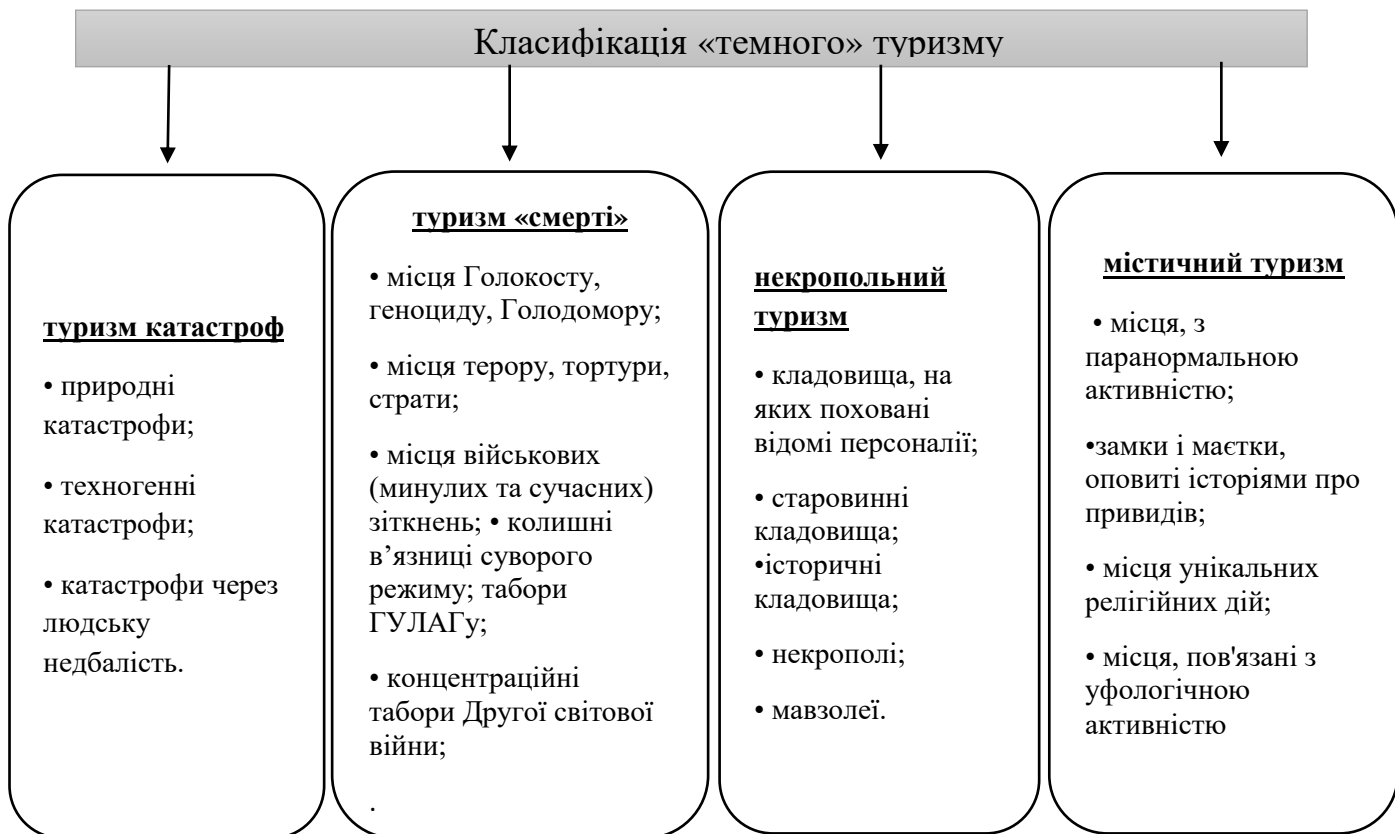 Класифікація «темного» туризму
туризм катастроф
• природні
катастрофи;
• техногенні
катастрофи;
• катастрофи через
людську
недбалість.
туризм «смерті»
• місця Голокосту,
геноциду, Голодомору;
• місця терору, тортури,
страти;
• місця військових
(минулих та сучасних)
зіткнень; • колишні
в’язниці суворого
режиму; табори
ГУЛАГу;
• концентраційні
табори Другої світової
війни;
.
некропольний
туризм
• кладовища, на
яких поховані
відомі персоналії;
• старовинні
кладовища;
•історичні
кладовища;
• некрополі;
• мавзолеї.
містичний туризм
• місця, з
паранормальною
активністю;
•замки і маєтки,
оповиті історіями про
привидів;
• місця унікальних
релігійних дій;
• місця, пов'язані з
уфологічною
активністю